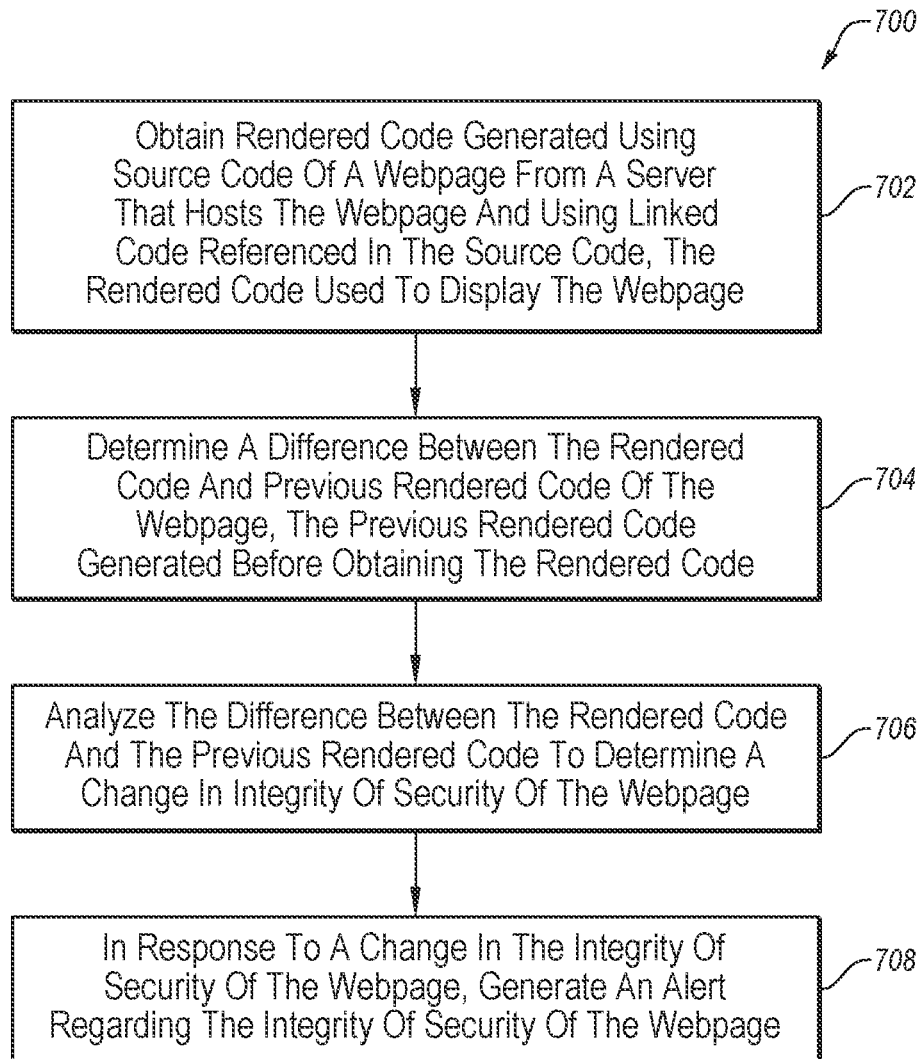 700
Obtain Rendered Code Generated Using
Source Code Of A Webpage From A Server
That Hosts The Webpage And Using Linked
Code Referenced In The Source Code, The
Rendered Code Used To Display The Webpage
702
Determine A Difference Between The Rendered
Code And Previous Rendered Code Of The
Webpage, The Previous Rendered Code
Generated Before Obtaining The Rendered Code
704
Analyze The Difference Between The Rendered Code
And The Previous Rendered Code To Determine A
Change In Integrity Of Security Of The Webpage
706
In Response To A Change In The Integrity Of
Security Of The Webpage, Generate An Alert
Regarding The Integrity Of Security Of The Webpage
708